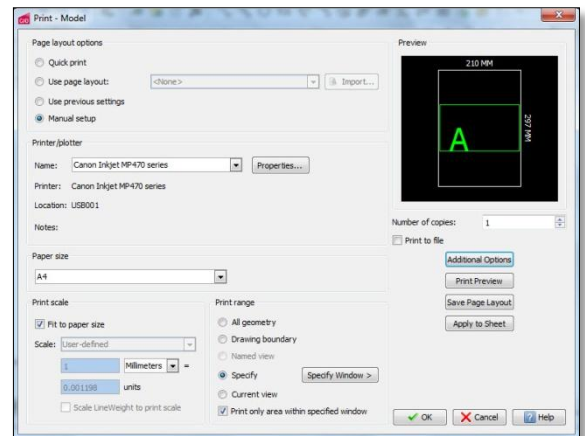 Print - Model
Page layout options
Quick print
Use page layout:
<None>
Import...
Use previous settings
Manual setup
Printer/plotter
Name:
Canon Inkjet MP470 series
Properties...
Printer: Canon Inkjet MP470 series
Location: USB001
Notes:
Paper size
A4
Print scale
Fit to paper size
Scale: User-defined
1 Millimeters =
0.001198 units
Scale LineWeight to print scale
Print range
All geometry
Drawing boundary
Named view
Specify
Specify Window >
Current view
Print only area within specified window
Preview
210 MM
297 MM
A
Number of copies: 1
Print to file
Additional Options
Print Preview
Save Page Layout
Apply to Sheet
OK Cancel Help